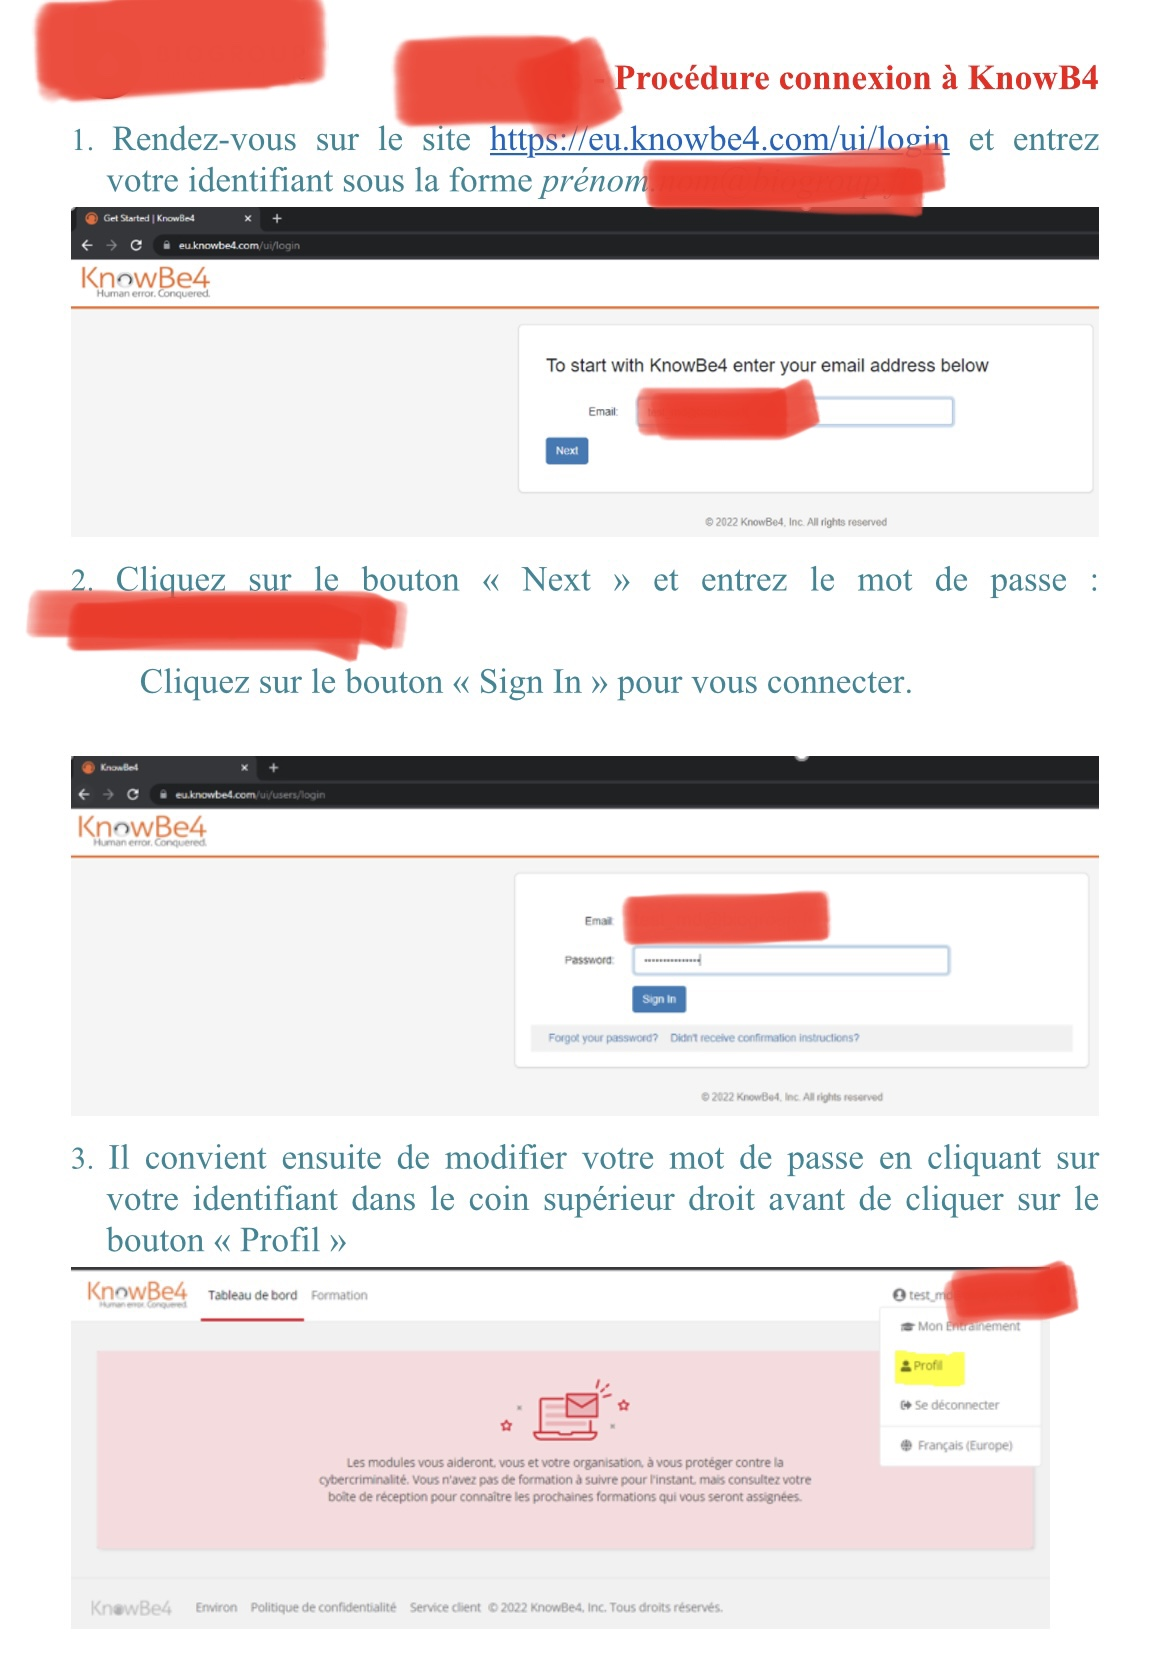 Procédure connexion à KnowB4
1. Rendez-vous sur le site https://eu.knowbe4.com/ui/login et entrez
votre identifiant sous la forme prénom
Get Started | KnowBe4
eu.knowbe4.com/ui/login
KnowBe4
Human error. Conquered.
To start with KnowBe4 enter your email address below
Email:
Next
© 2022 KnowBe4, Inc. All rights reserved
2. Cliquez sur le bouton « Next » et entrez le mot de passe :
Cliquez sur le bouton « Sign In » pour vous connecter.
KnowBe4
eu.knowbe4.com/ui/users/login
KnowBe4
Human error. Conquered.
Email:
Password:
Sign In
Forgot your password? Didn't receive confirmation instructions?
© 2022 KnowBe4, Inc. All rights reserved
3. Il convient ensuite de modifier votre mot de passe en cliquant sur
votre identifiant dans le coin supérieur droit avant de cliquer sur le
bouton « Profil »
KnowBe4 Tableau de bord Formation
Human error. Conquered.
Mon Entraînement
Profil
Se déconnecter
Français (Europe)
Les modules vous aideront, vous et votre organisation, à vous protéger contre la
cybercriminalité. Vous n'avez pas de formation à suivre pour l'instant, mais consultez votre
boîte de réception pour connaître les prochaines formations qui vous seront assignées.
KnowBe4 Environ Politique de confidentialité Service client © 2022 KnowBe4, Inc. Tous droits réservés.